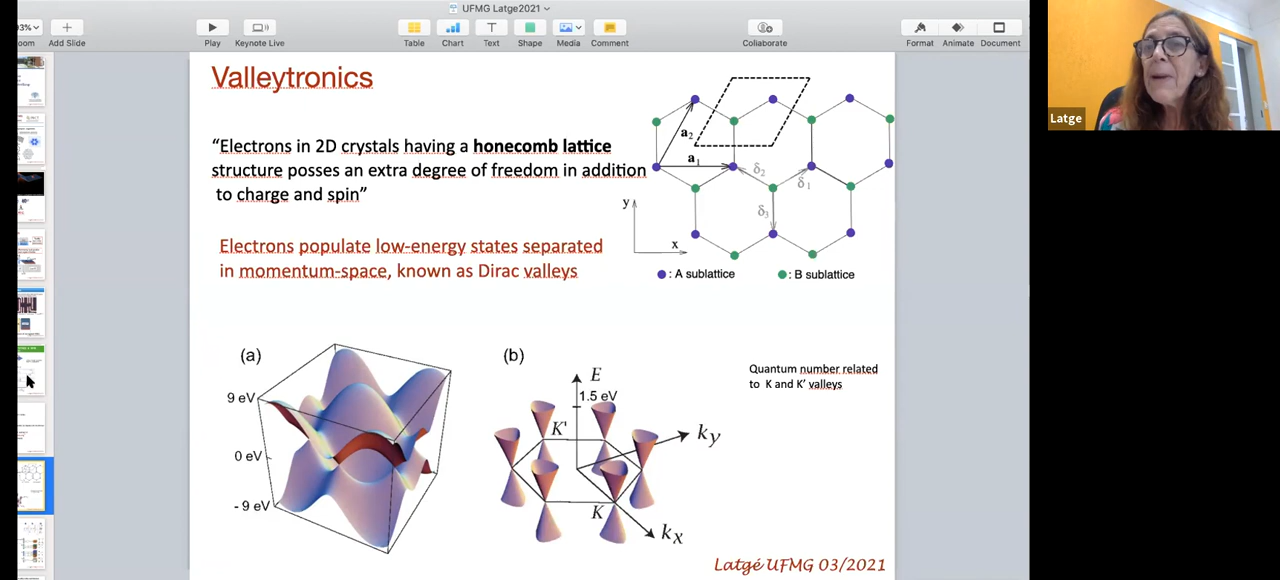 UFMG Latge2021
93%
Zoom
Add Slide
Play
Keynote Live
Table
Chart
Text
Shape
Media
Comment
Collaborate
Format
Animate
Document
Latge
Valleytronics
“Electrons in 2D crystals having a honecomb lattice
structure posses an extra degree of freedom in addition
to charge and spin”
Electrons populate low-energy states separated
in momentum-space, known as Dirac valleys
a₂
a₁
δ₂
δ₁
δ₃
y
x
: A sublattice
: B sublattice
(a)
9 eV
0 eV
- 9 eV
(b)
E
1.5 eV
K'
ky
K
kx
Quantum number related
to K and K’ valleys
Latgé UFMG 03/2021